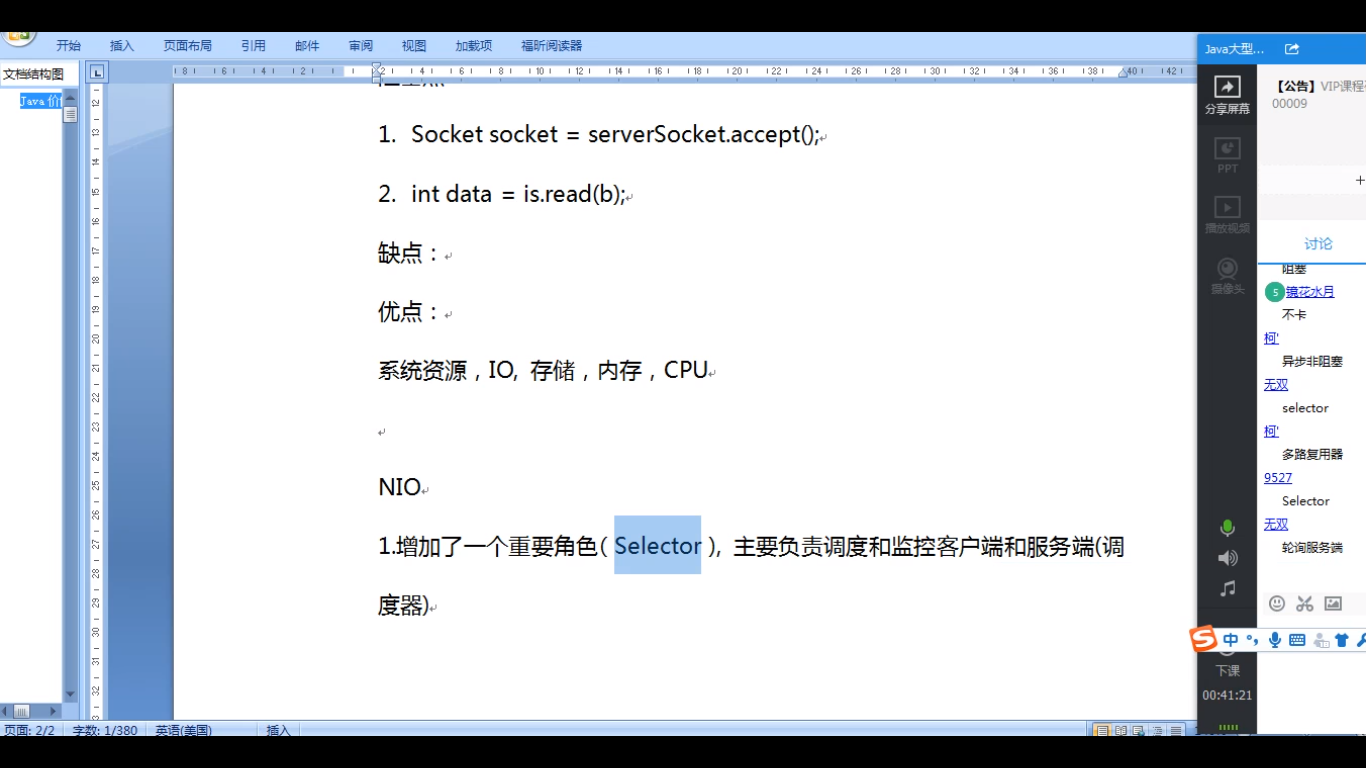 开始 插入 页面布局 引用 邮件 审阅 视图 加载项 福昕阅读器
文档结构图
Java 价
1. Socket socket = serverSocket.accept();
2. int data = is.read(b);
缺点：
优点：
系统资源，IO, 存储，内存，CPU
NIO
1.增加了一个重要角色( Selector ), 主要负责调度和监控客户端和服务端(调
度器)
页面: 2/2 字数: 1/380 英语(美国) 插入
Java大型...
分享屏幕
PPT
播放视频
摄像头
下课
00:41:21
【公告】VIP课程
00009
讨论
阻塞
镜花水月
不卡
柯'
异步非阻塞
无双
selector
柯'
多路复用器
9527
Selector
无双
轮询服务端
中